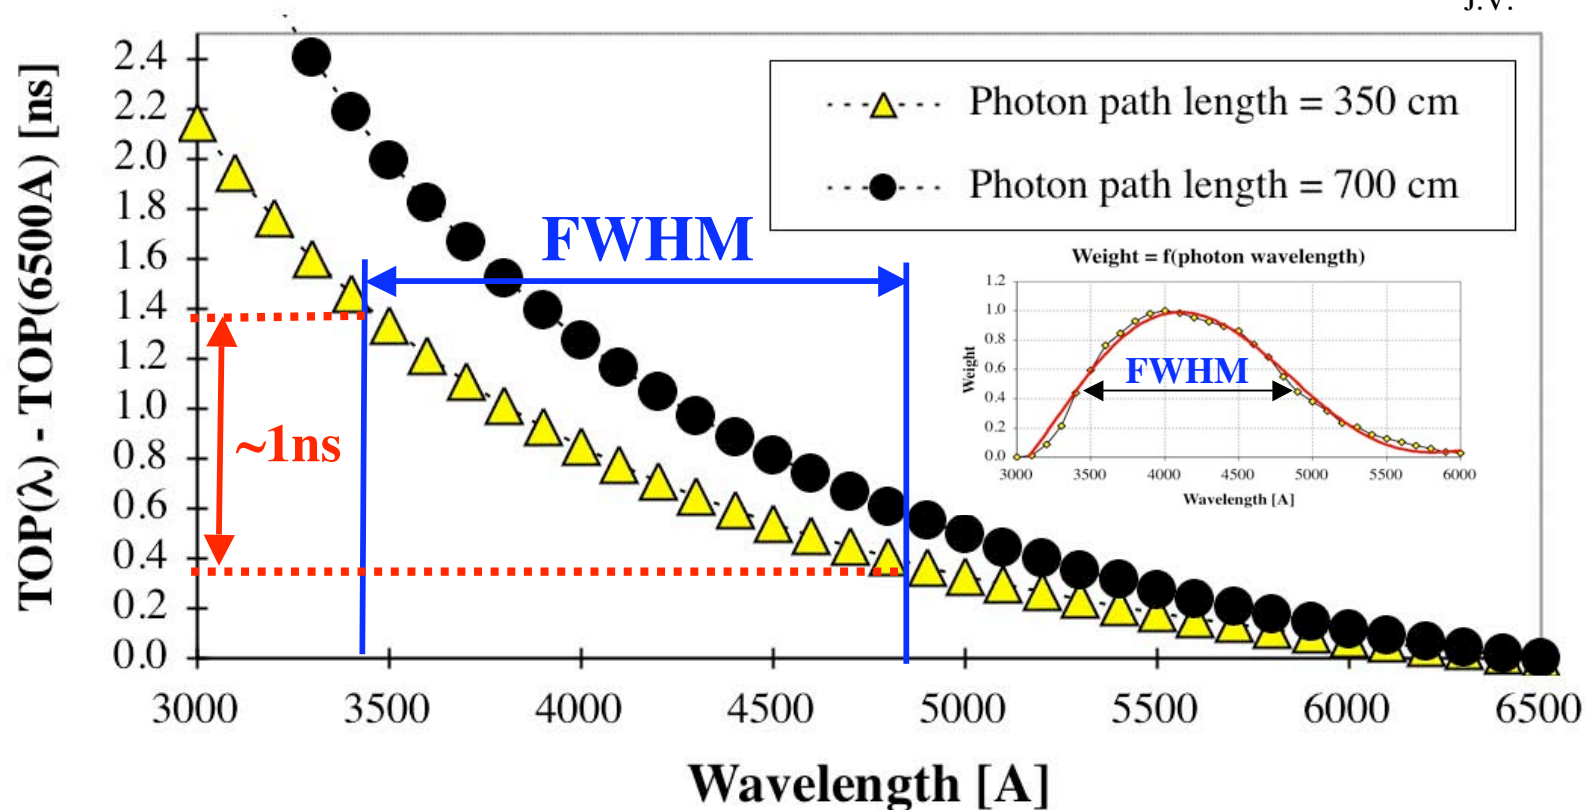 J.V.
TOP(λ) - TOP(6500A) [ns]
2.4
2.2
2.0
1.8
1.6
1.4
1.2
1.0
0.8
0.6
0.4
0.2
0.0
Photon path length = 350 cm
Photon path length = 700 cm
FWHM
~1ns
Weight = f(photon wavelength)
Weight
1.2
1.0
0.8
0.6
0.4
0.2
0.0
FWHM
3000 3500 4000 4500 5000 5500 6000
Wavelength [A]
3000 3500 4000 4500 5000 5500 6000 6500
Wavelength [A]